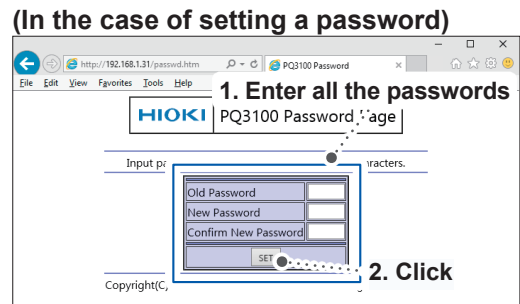 (In the case of setting a password)
http://192.168.1.31/passwd.htm
PQ3100 Password
File Edit View Favorites Tools Help
1. Enter all the passwords
HIOKI PQ3100 Password Page
Input
Old Password
New Password
Confirm New Password
SET
2. Click
Copyright(C)